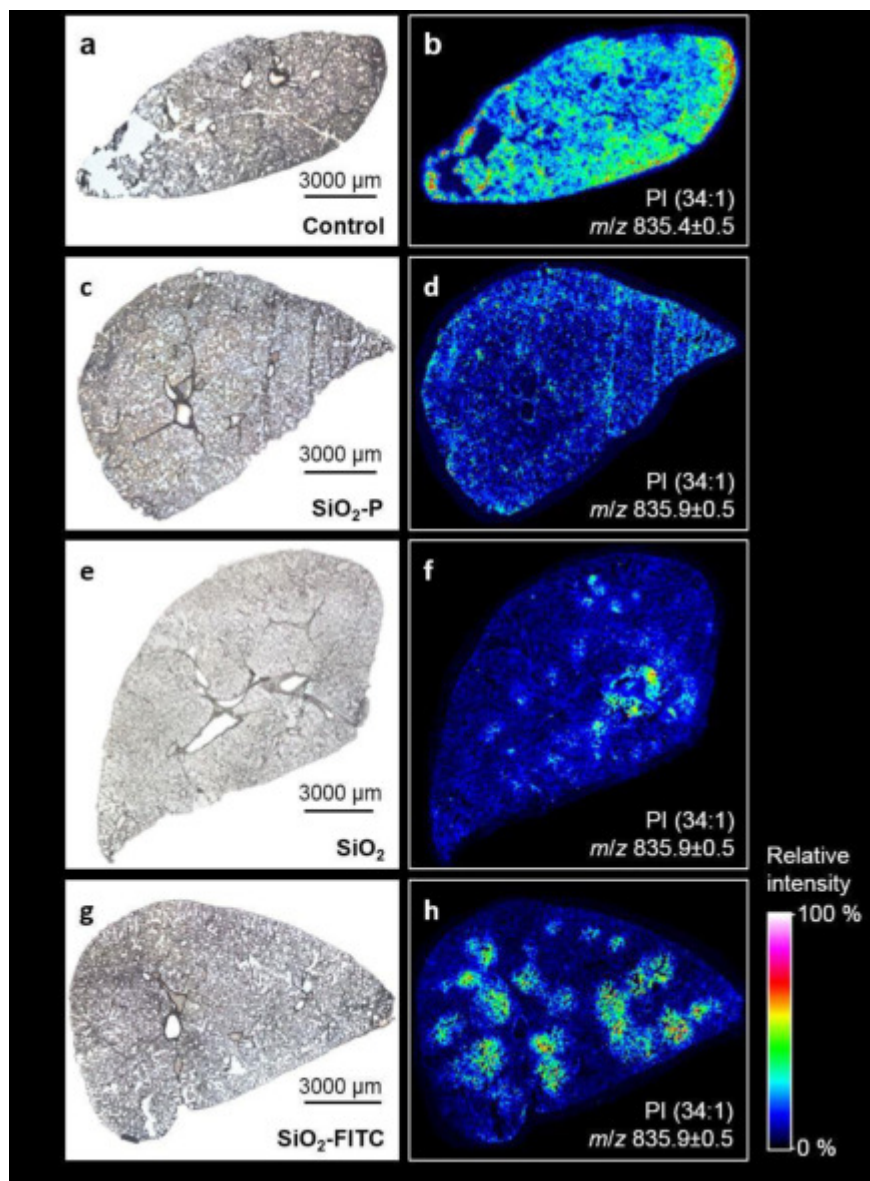 a
3000 µm
Control
b
PI (34:1)
m/z 835.4±0.5
c
3000 µm
SiO₂-P
d
PI (34:1)
m/z 835.9±0.5
e
3000 µm
SiO₂
f
PI (34:1)
m/z 835.9±0.5
g
3000 µm
SiO₂-FITC
h
PI (34:1)
m/z 835.9±0.5
Relative
intensity
100 %
0 %